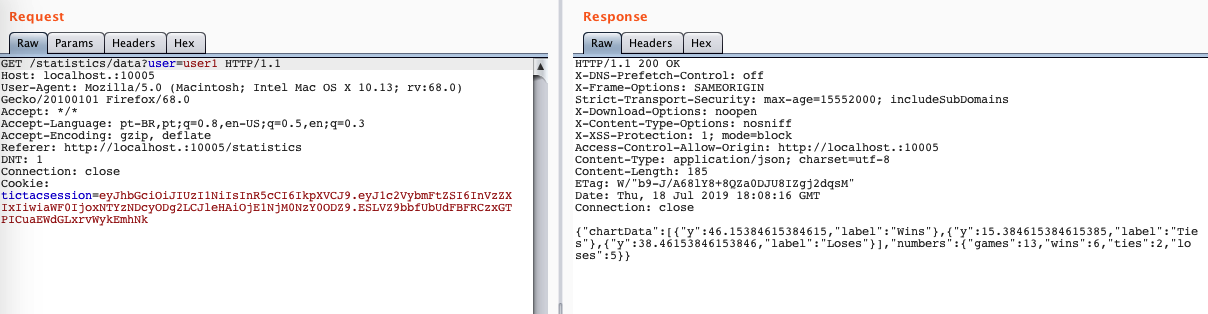 Request
Raw Params Headers Hex
GET /statistics/data?user=user1 HTTP/1.1
Host: localhost.:10005
User-Agent: Mozilla/5.0 (Macintosh; Intel Mac OS X 10.13; rv:68.0)
Gecko/20100101 Firefox/68.0
Accept: */*
Accept-Language: pt-BR,pt;q=0.8,en-US;q=0.5,en;q=0.3
Accept-Encoding: gzip, deflate
Referer: http://localhost.:10005/statistics
DNT: 1
Connection: close
Cookie:
tictacsession=eyJhbGciOiJIUzI1NiIsInR5cCI6IkpXVCJ9.eyJ1c2VybmFtZSI6InVzZX
IxIiwiaWF0IjoxNTYzNDcyODg2LCJleHAiOjE1NjM0NzY0ODZ9.ESLVZ9bbfUbUdFBFRCzxGT
PICuaEWdGLxrvWykEmhNk
Response
Raw Headers Hex
HTTP/1.1 200 OK
X-DNS-Prefetch-Control: off
X-Frame-Options: SAMEORIGIN
Strict-Transport-Security: max-age=15552000; includeSubDomains
X-Download-Options: noopen
X-Content-Type-Options: nosniff
X-XSS-Protection: 1; mode=block
Access-Control-Allow-Origin: http://localhost.:10005
Content-Type: application/json; charset=utf-8
Content-Length: 185
ETag: W/"b9-J/A68lY8+8QZa0DJU8IZgj2dqsM"
Date: Thu, 18 Jul 2019 18:08:16 GMT
Connection: close
{"chartData":[{"y":46.15384615384615,"label":"Wins"},{"y":15.384615384615385,"label":"Tie
s"},{"y":38.46153846153846,"label":"Loses"}],"numbers":{"games":13,"wins":6,"ties":2,"lo
ses":5}}